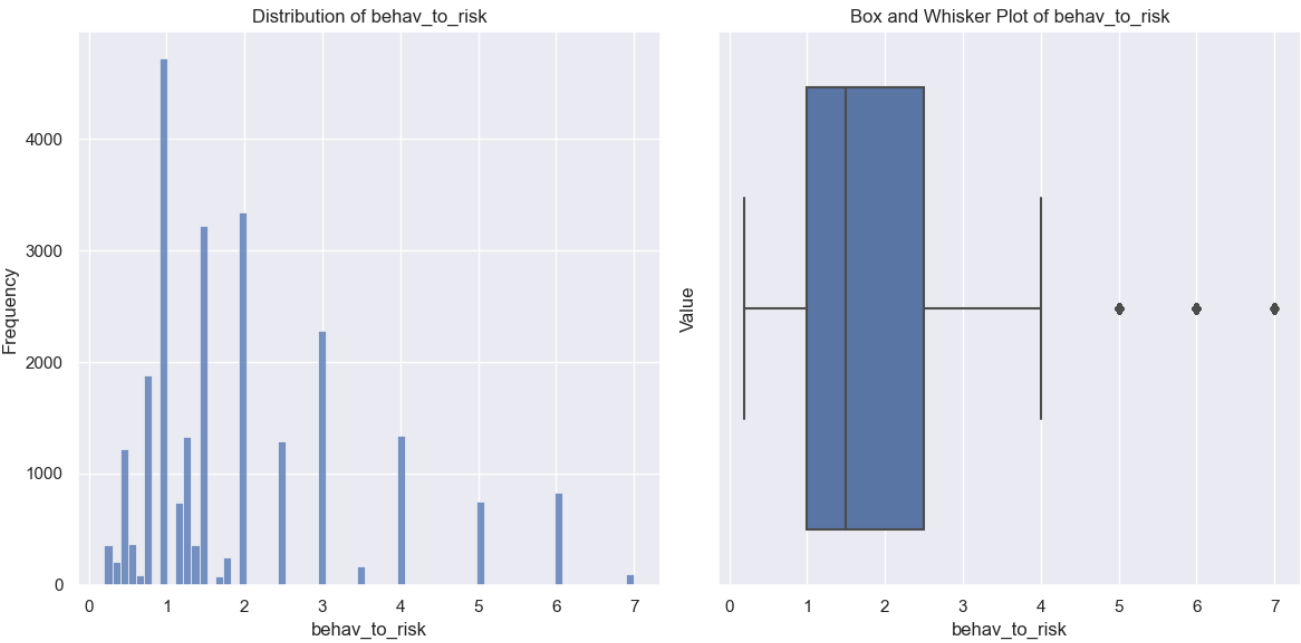 Distribution of behav_to_risk
Frequency
4000
3000
2000
1000
0
0 1 2 3 4 5 6 7
behav_to_risk
Box and Whisker Plot of behav_to_risk
Value
0 1 2 3 4 5 6 7
behav_to_risk